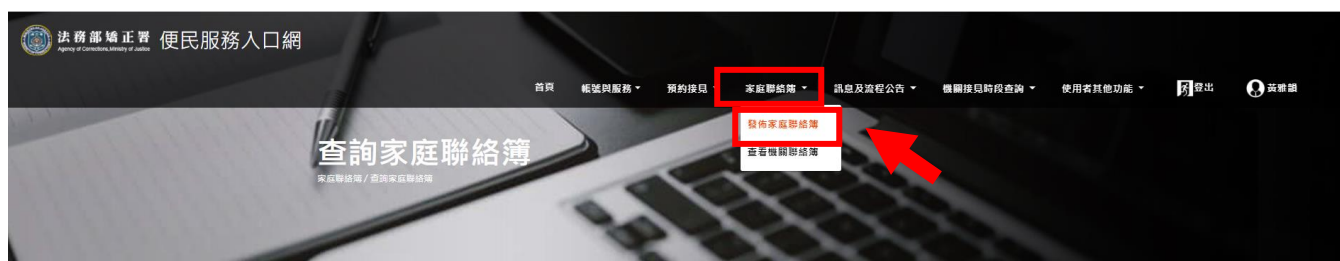 法務部矯正署 便民服務入口網
Agency of Corrections, Ministry of Justice
首頁 帳號與服務 預約接見 家庭聯絡簿 訊息及流程公告 機關接見時段查詢 使用者其他功能 登出 黃雅韻
發佈家庭聯絡簿
查看機關聯絡簿
查詢家庭聯絡簿
家庭聯絡簿 / 查詢家庭聯絡簿